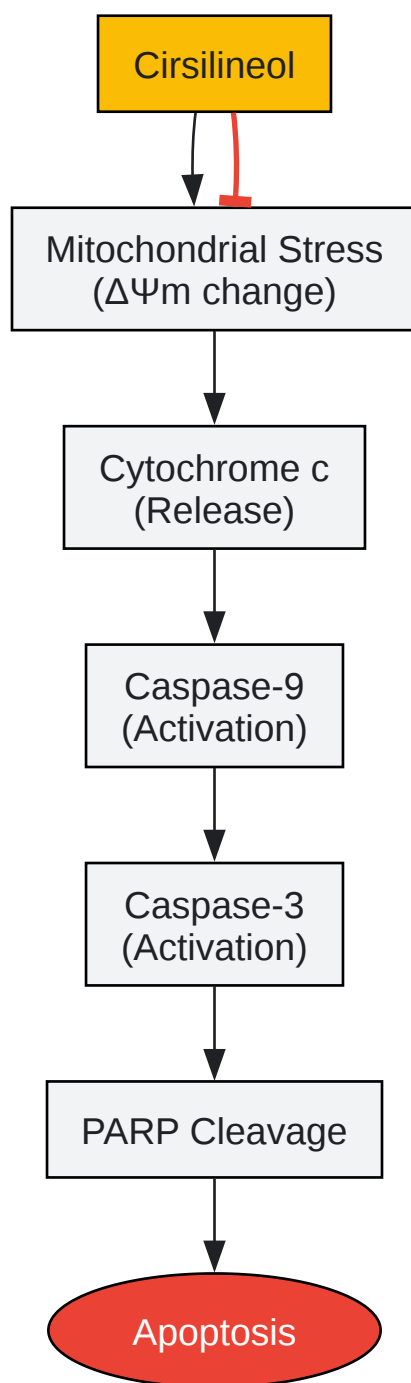 Cirsilineol
Mitochondrial Stress
(ΔΨm change)
Cytochrome c
(Release)
Caspase-9
(Activation)
Caspase-3
(Activation)
PARP Cleavage
Apoptosis